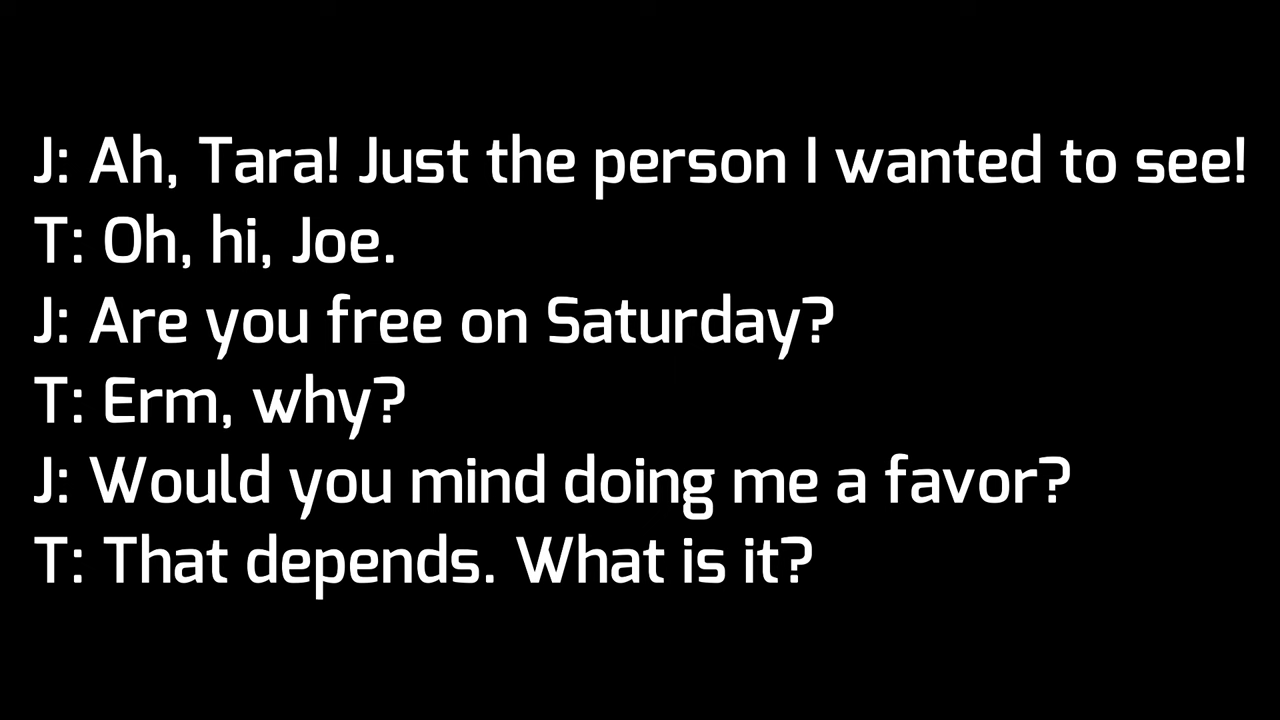 J: Ah, Tara! Just the person I wanted to see!
T: Oh, hi, Joe.
J: Are you free on Saturday?
T: Erm, why?
J: Would you mind doing me a favor?
T: That depends. What is it?